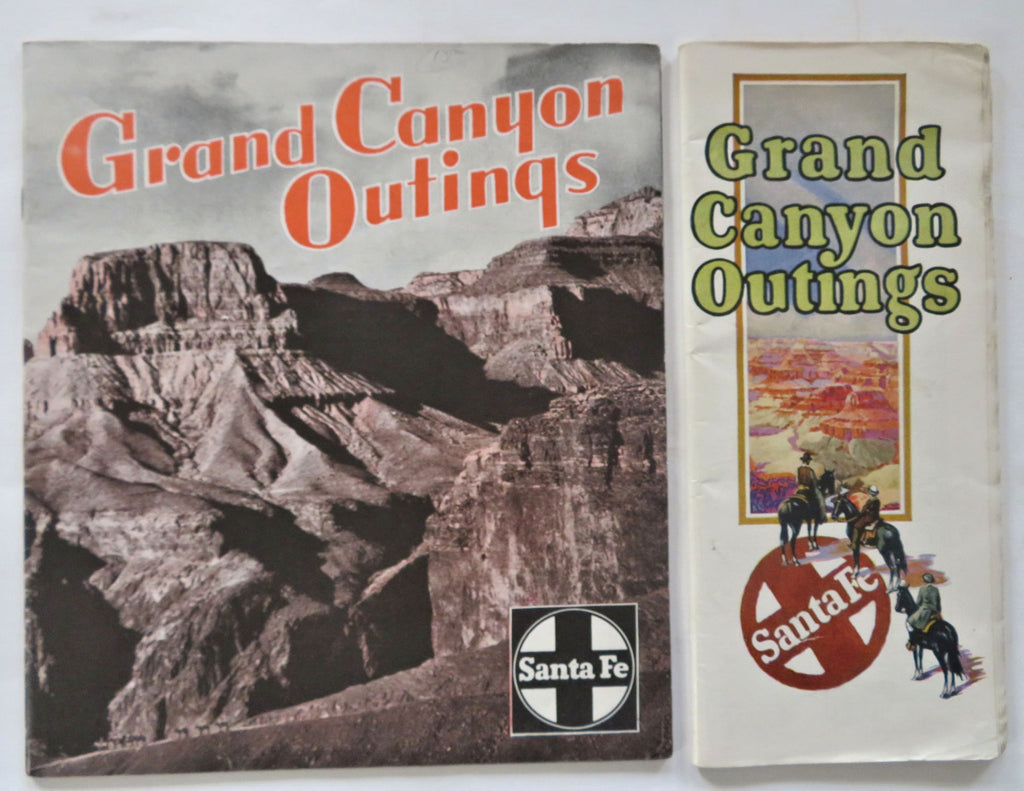 Grand Canyon
Outings
Santa Fe
Grand
Canyon
Outings
Santa Fe